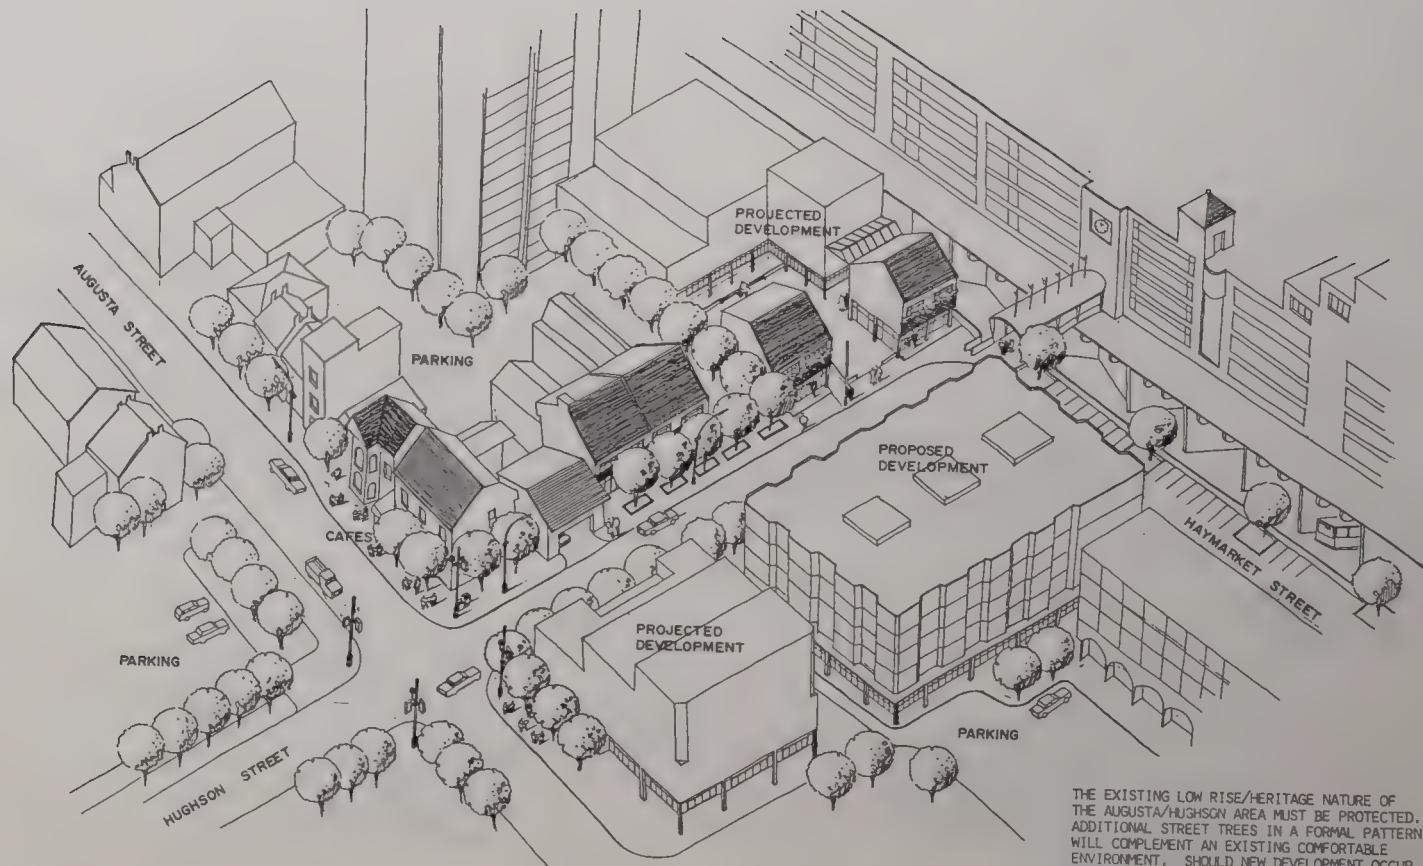 PROJECTED
DEVELOPMENT
AUGUSTA STREET
PARKING
PROPOSED
DEVELOPMENT
CAFES
HAYMARKET STREET
PROJECTED
DEVELOPMENT
PARKING
PARKING
HUGHSON STREET
THE EXISTING LOW RISE/HERITAGE NATURE OF
THE AUGUSTA/HUGHSON AREA MUST BE PROTECTED.
ADDITIONAL STREET TREES IN A FORMAL PATTERN
WILL COMPLEMENT AN EXISTING COMFORTABLE
ENVIRONMENT. SHOULD NEW DEVELOPMENT OCCUR